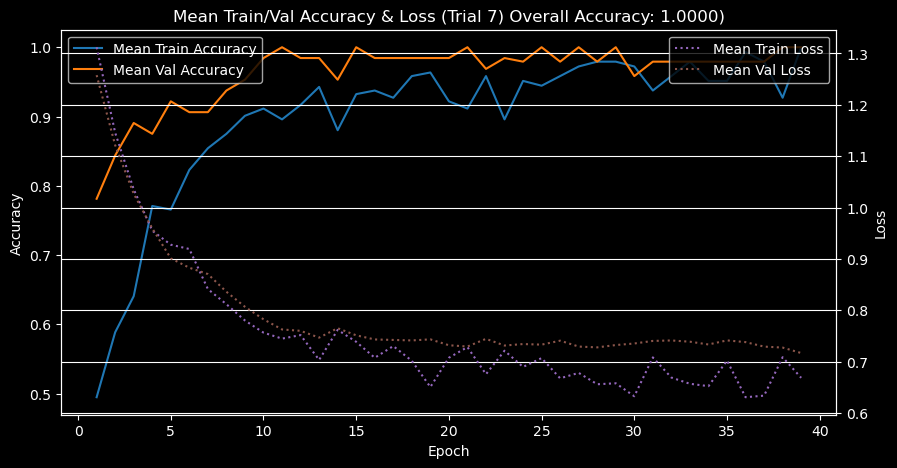 Mean Train/Val Accuracy & Loss (Trial 7) Overall Accuracy: 1.0000)
Mean Train Accuracy
Mean Val Accuracy
Mean Train Loss
Mean Val Loss
1.0
0.9
0.8
0.7
0.6
0.5
Accuracy
1.3
1.2
1.1
1.0
0.9
0.8
0.7
0.6
Loss
0 5 10 15 20 25 30 35 40
Epoch